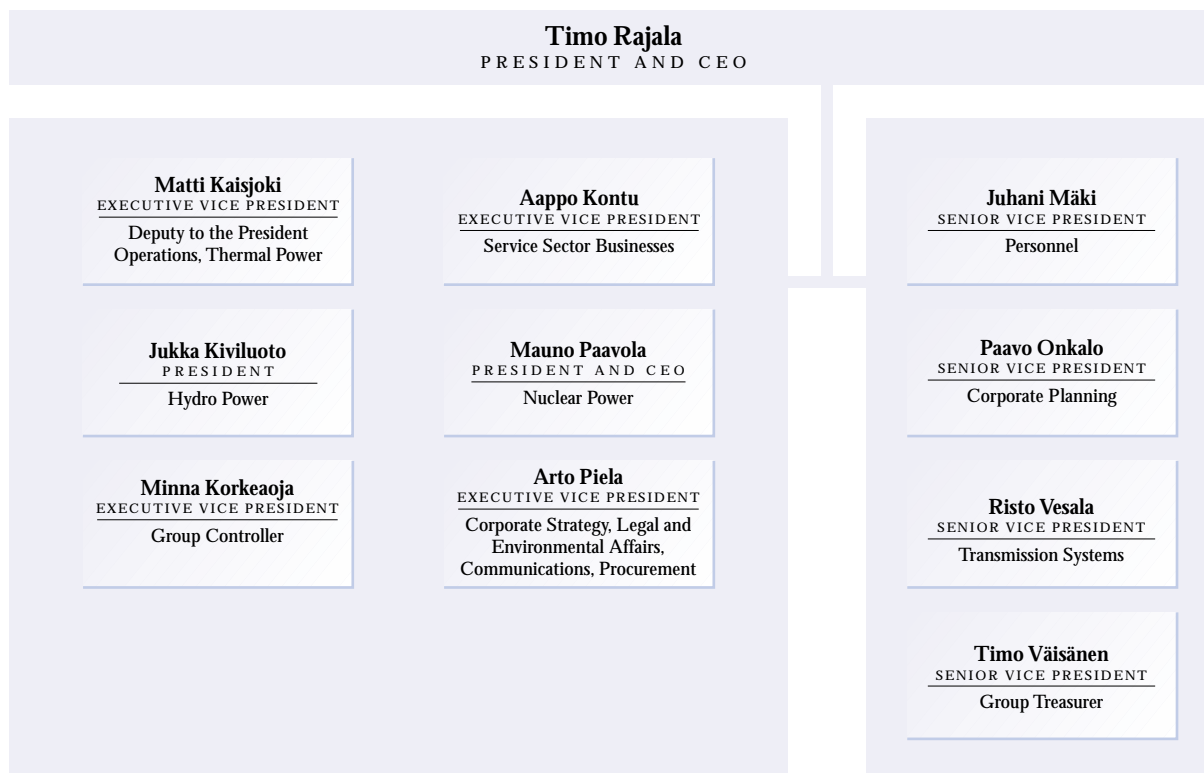 Timo Rajala
PRESIDENT AND CEO
Matti Kaisjoki
EXECUTIVE VICE PRESIDENT
Deputy to the President
Operations, Thermal Power
Aappo Kontu
EXECUTIVE VICE PRESIDENT
Service Sector Businesses
Jukka Kiviluoto
PRESIDENT
Hydro Power
Mauno Paavola
PRESIDENT AND CEO
Nuclear Power
Minna Korkeaoja
EXECUTIVE VICE PRESIDENT
Group Controller
Arto Piela
EXECUTIVE VICE PRESIDENT
Corporate Strategy, Legal and
Environmental Affairs,
Communications, Procurement
Juhani Mäki
SENIOR VICE PRESIDENT
Personnel
Paavo Onkalo
SENIOR VICE PRESIDENT
Corporate Planning
Risto Vesala
SENIOR VICE PRESIDENT
Transmission Systems
Timo Väisänen
SENIOR VICE PRESIDENT
Group Treasurer